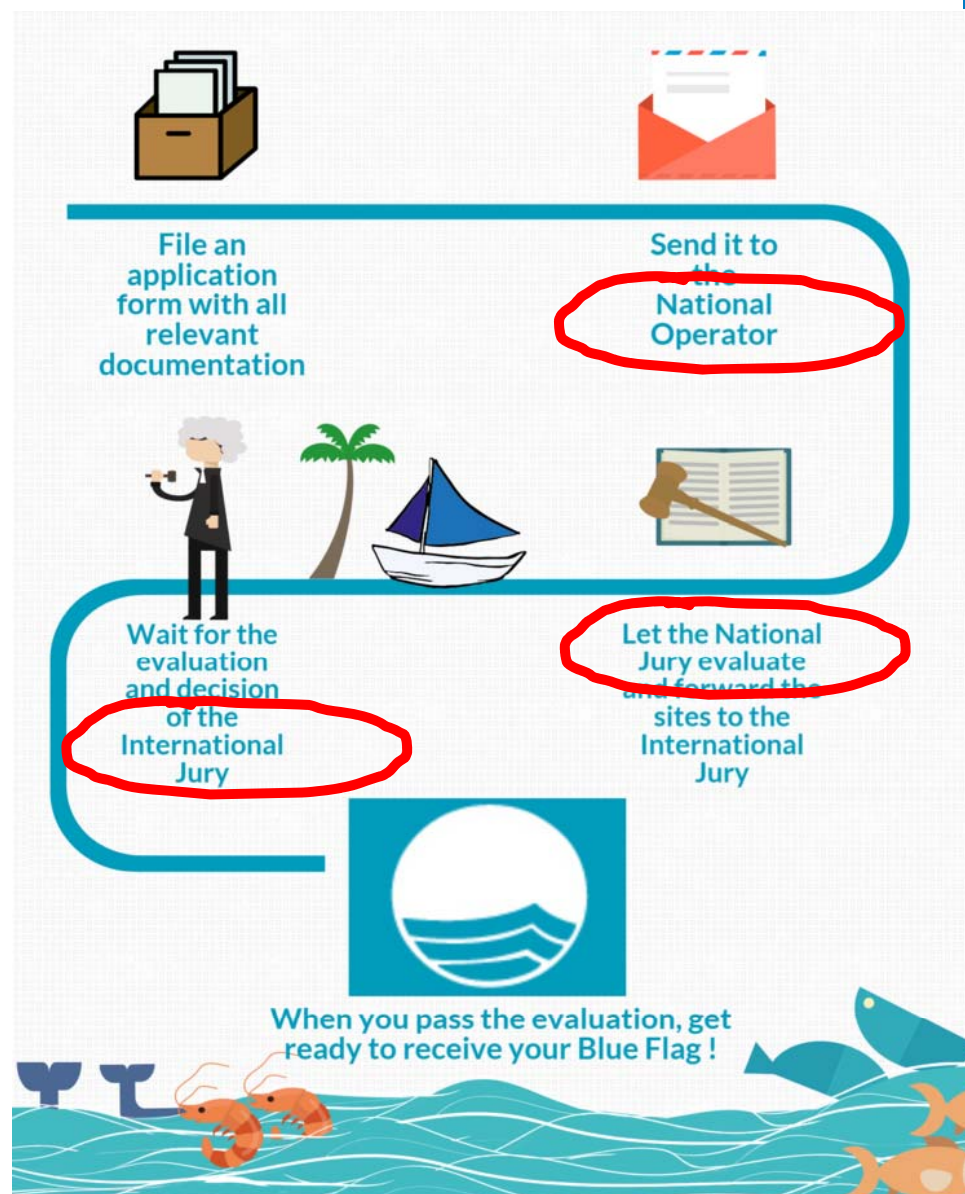 File an
application
form with all
relevant
documentation
Send it to
the
National
Operator
Let the National
Jury evaluate
and forward the
sites to the
International
Jury
Wait for the
evaluation
and decision
of the
International
Jury
When you pass the evaluation, get
ready to receive your Blue Flag !